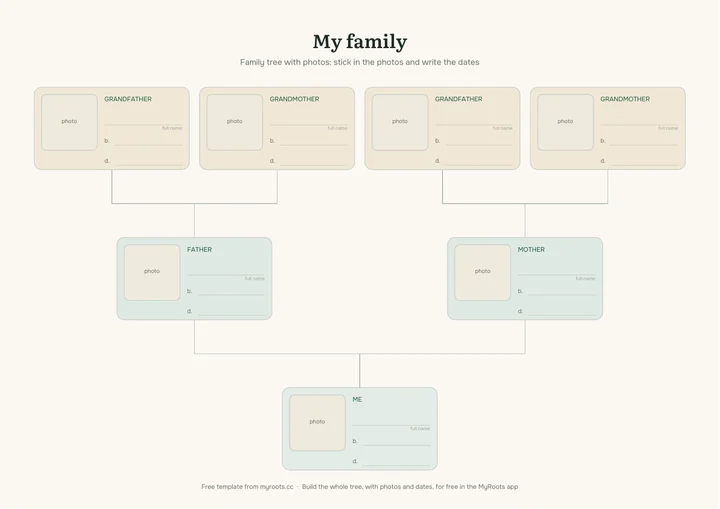 My family
Family tree with photos: stick in the photos and write the dates
GRANDFATHER
photo
full name
b.
d.
GRANDMOTHER
photo
full name
b.
d.
GRANDFATHER
photo
full name
b.
d.
GRANDMOTHER
photo
full name
b.
d.
FATHER
photo
full name
b.
d.
MOTHER
photo
full name
b.
d.
ME
photo
full name
b.
d.
Free template from myroots.cc · Build the whole tree, with photos and dates, for free in the MyRoots app